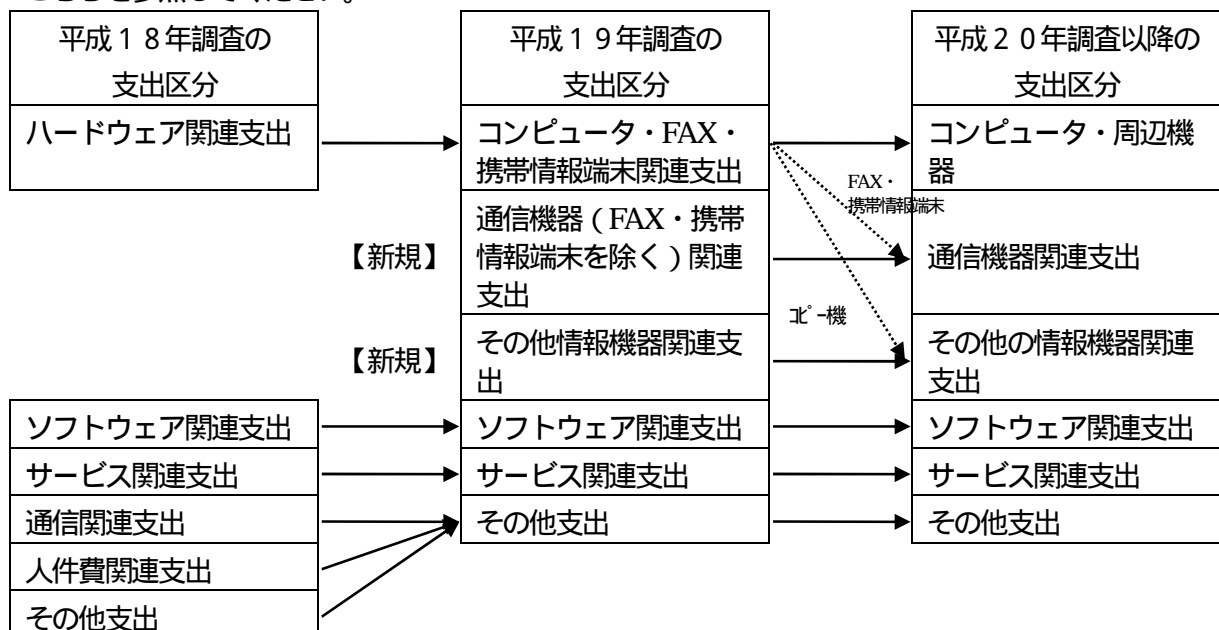 平成１８年調査の
支出区分
ハードウェア関連支出
ソフトウェア関連支出
サービス関連支出
通信関連支出
人件費関連支出
その他支出
【新規】
【新規】
平成１９年調査の
支出区分
コンピュータ・FAX・
携帯情報端末関連支出
通信機器（FAX・携帯
情報端末を除く）関連
支出
その他情報機器関連支
出
ソフトウェア関連支出
サービス関連支出
その他支出
FAX・
携帯情報端末
ｺﾋﾟｰ機
平成２０年調査以降の
支出区分
コンピュータ・周辺機
器
通信機器関連支出
その他の情報機器関連
支出
ソフトウェア関連支出
サービス関連支出
その他支出